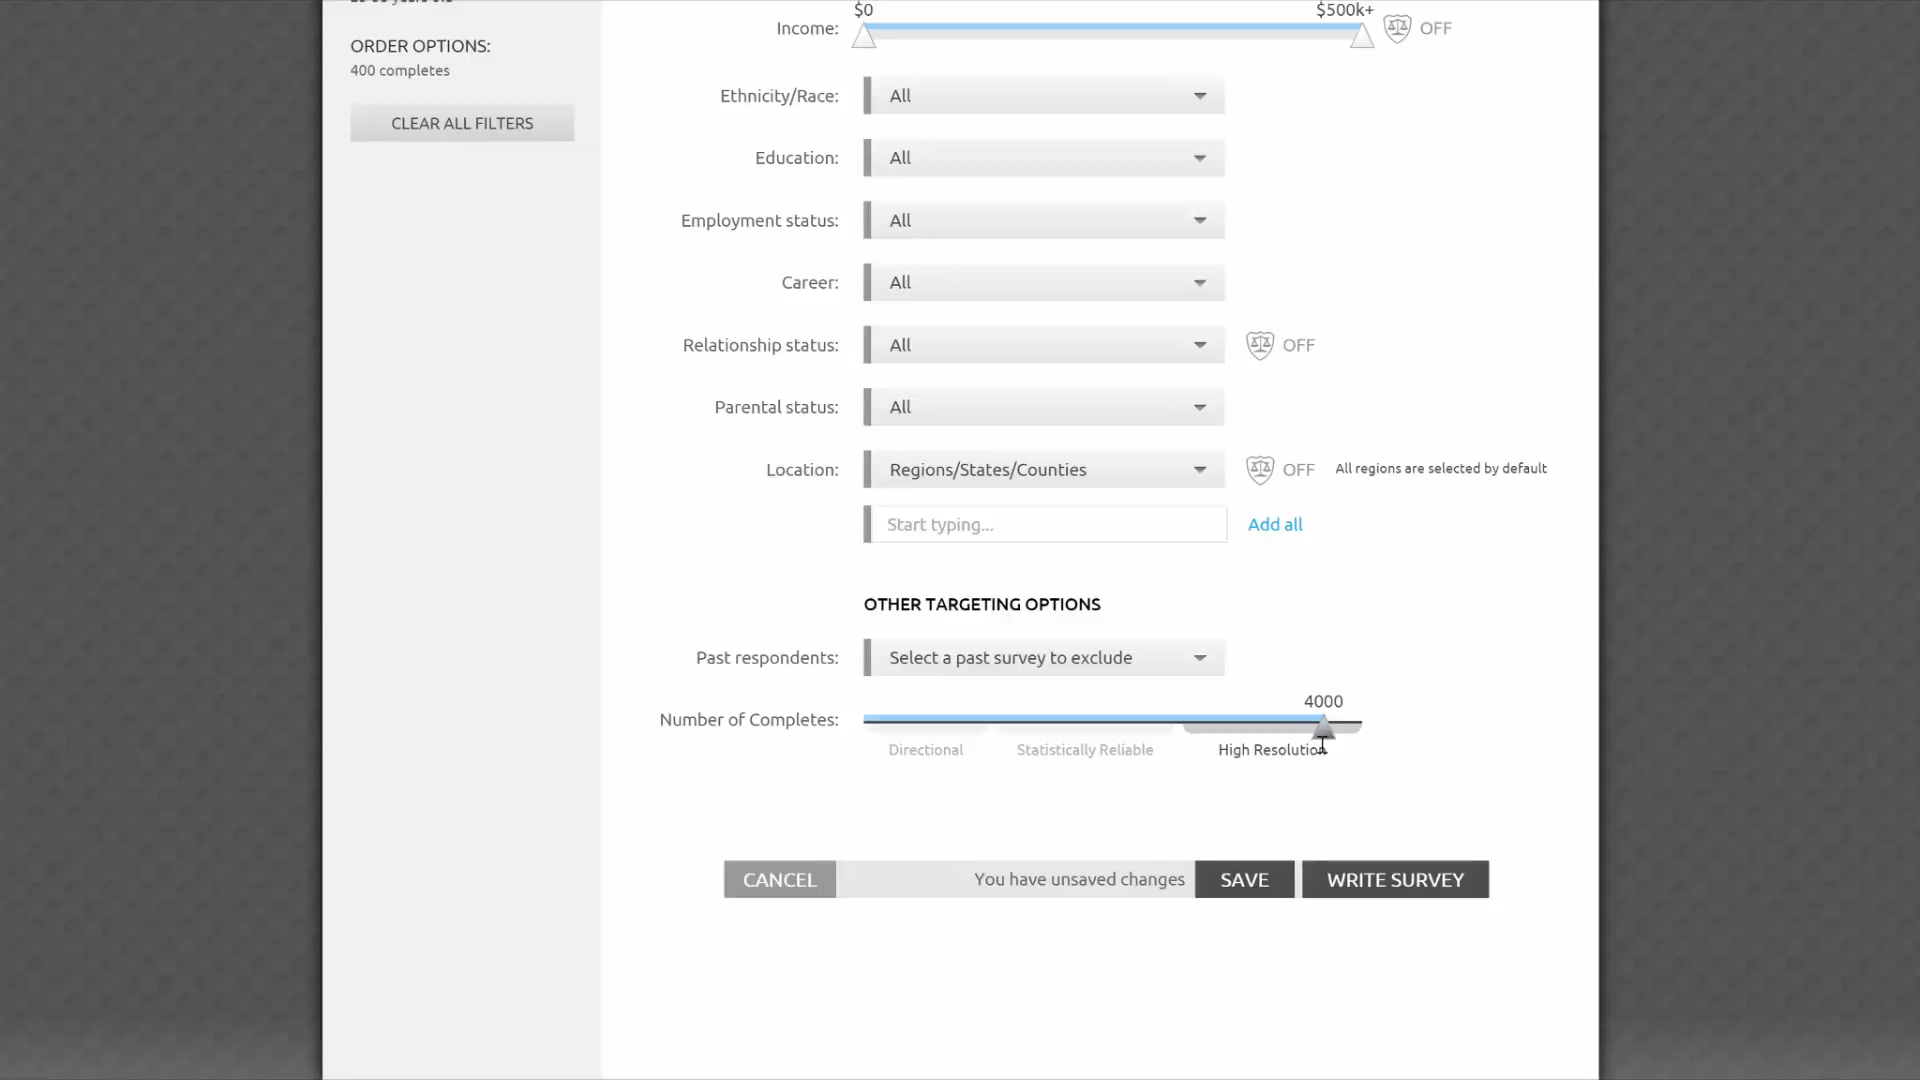 ORDER OPTIONS:
400 completes
CLEAR ALL FILTERS
$0 $500k+
Income: OFF
Ethnicity/Race: All
Education: All
Employment status: All
Career: All
Relationship status: All OFF
Parental status: All
Location: Regions/States/Counties OFF All regions are selected by default
Start typing... Add all
OTHER TARGETING OPTIONS
Past respondents: Select a past survey to exclude
4000
Number of Completes:
Directional Statistically Reliable High Resolution
CANCEL You have unsaved changes SAVE WRITE SURVEY